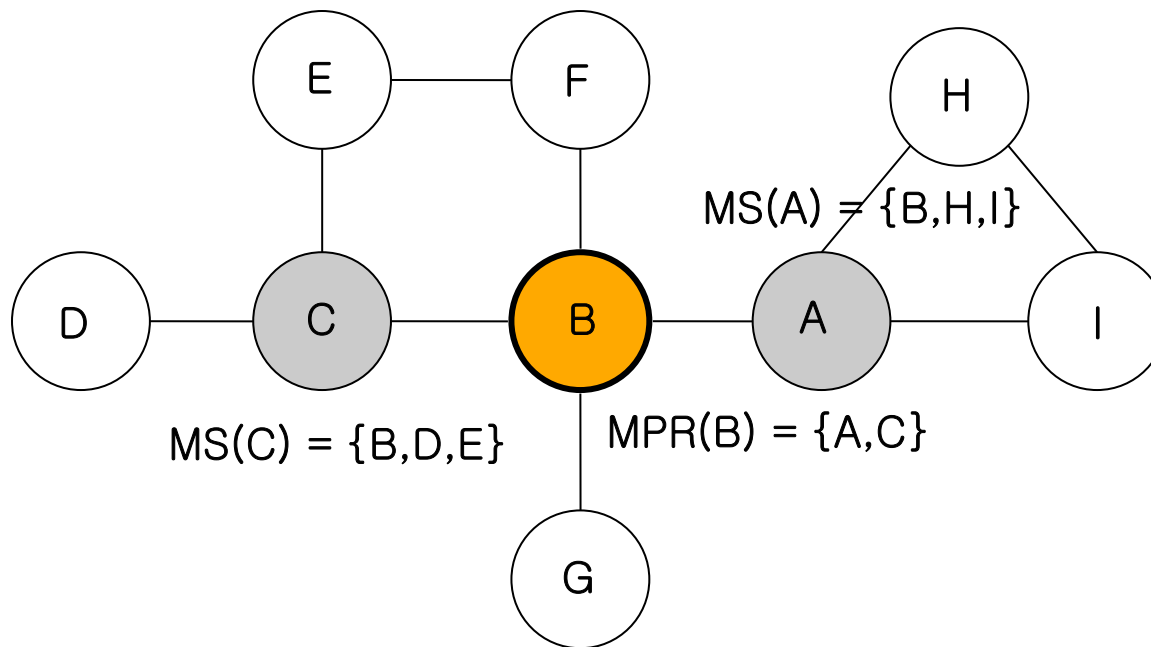 E
F
H
MS(A) = {B,H,I}
D
C
B
A
I
MS(C) = {B,D,E}
MPR(B) = {A,C}
G